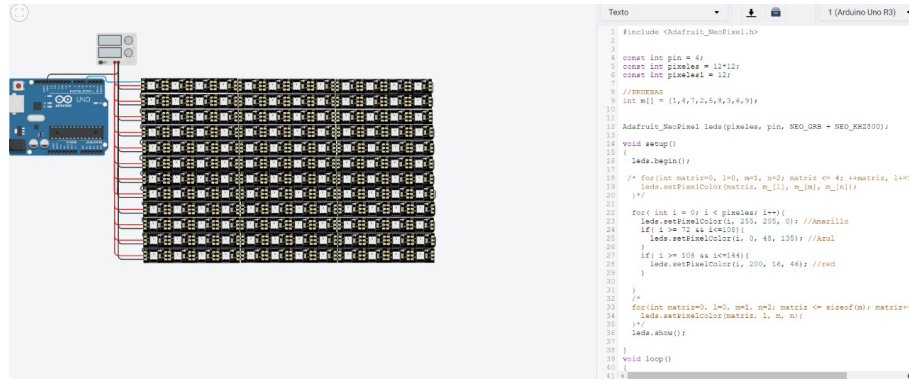 Texto
1 (Arduino Uno R3)
UNO
1 #include <Adafruit_NeoPixel.h>
2
3
4 const int pin = 4;
5 const int pixeles = 12*12;
6 const int pixeles1 = 12;
7
8 //PRUEBAS
9 int m[] = {1,4,7,2,5,8,3,6,9};
10
11
12 Adafruit_NeoPixel leds(pixeles, pin, NEO_GRB + NEO_KHZ800);
13
14 void setup()
15 {
16 leds.begin();
17
18 /* for(int matriz=0, l=0, m=1, n=2; matriz <= 4; ++matriz, l+=
19 leds.setPixelColor(matriz, m_[l], m_[m], m_[n]);
20 }*/
21
22 for( int i = 0; i < pixeles; i++){
23 leds.setPixelColor(i, 255, 205, 0); //Amarillo
24 if( i >= 72 && i<=108){
25 leds.setPixelColor(i, 0, 48, 135); //Azul
26 }
27 if( i >= 108 && i<=144){
28 leds.setPixelColor(i, 200, 16, 46); //red
29 }
30
31 }
32 /*
33 for(int matriz=0, l=0, m=1, n=2; matriz <= sizeof(m); matriz+
34 leds.setPixelColor(matriz, l, m, n);
35 }*/
36 leds.show();
37
38 }
39 void loop()
40 {
41